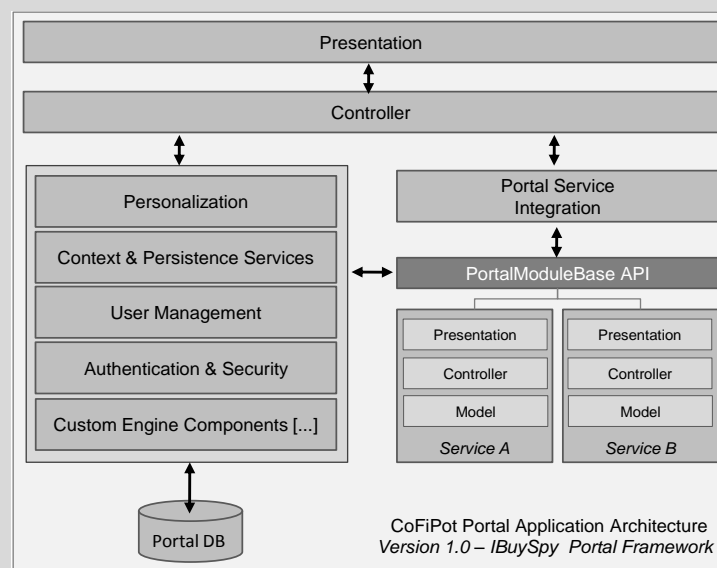 Presentation
Controller
Personalization
Context & Persistence Services
User Management
Authentication & Security
Custom Engine Components [...]
Portal DB
Portal Service
Integration
PortalModuleBase API
Presentation
Controller
Model
Service A
Presentation
Controller
Model
Service B
CoFiPot Portal Application Architecture
Version 1.0 – IBuySpy Portal Framework